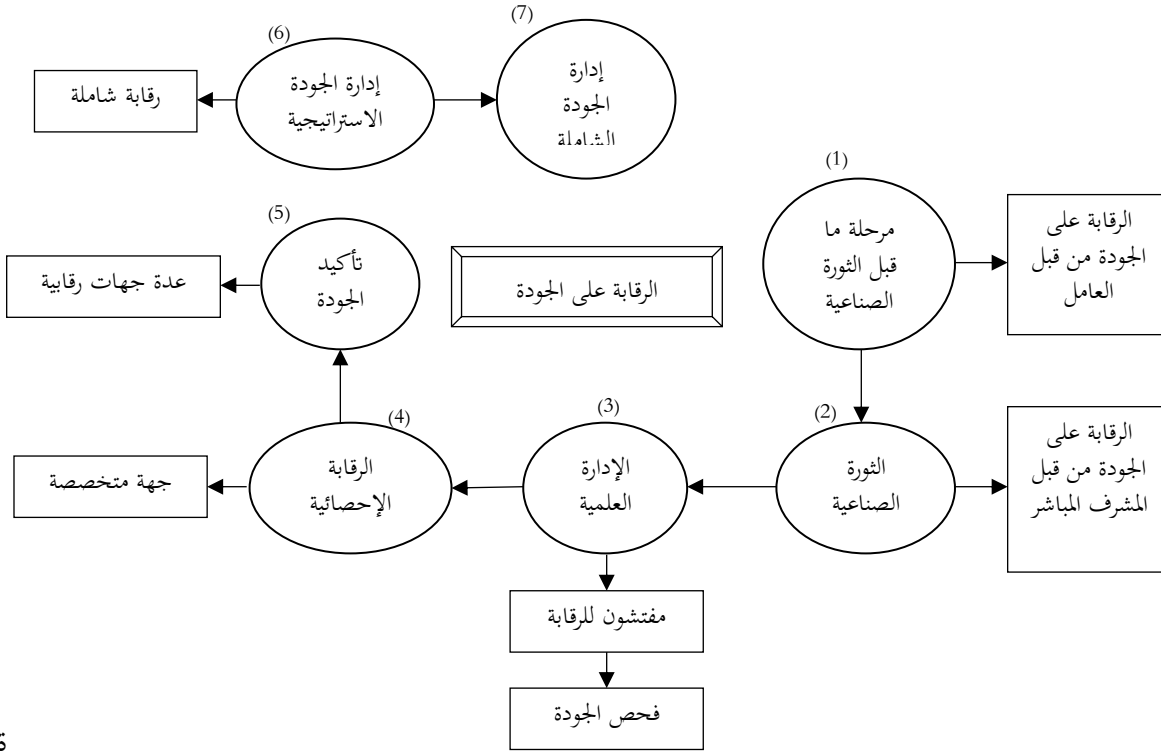 (7)
إدارة
الجودة
الشاملة
(6)
إدارة الجودة
الاستراتيجية
رقابة شاملة
(1)
مرحلة ما
قبل الثورة
الصناعية
الرقابة على
الجودة من قبل
العامل
(5)
تأكيد
الجودة
عدة جهات رقابية
الرقابة على الجودة
(2)
الثورة
الصناعية
الرقابة على
الجودة من قبل
المشرف المباشر
(3)
الإدارة
العلمية
(4)
الرقابة
الإحصائية
جهة متخصصة
مفتشون للرقابة
فحص الجودة
ة